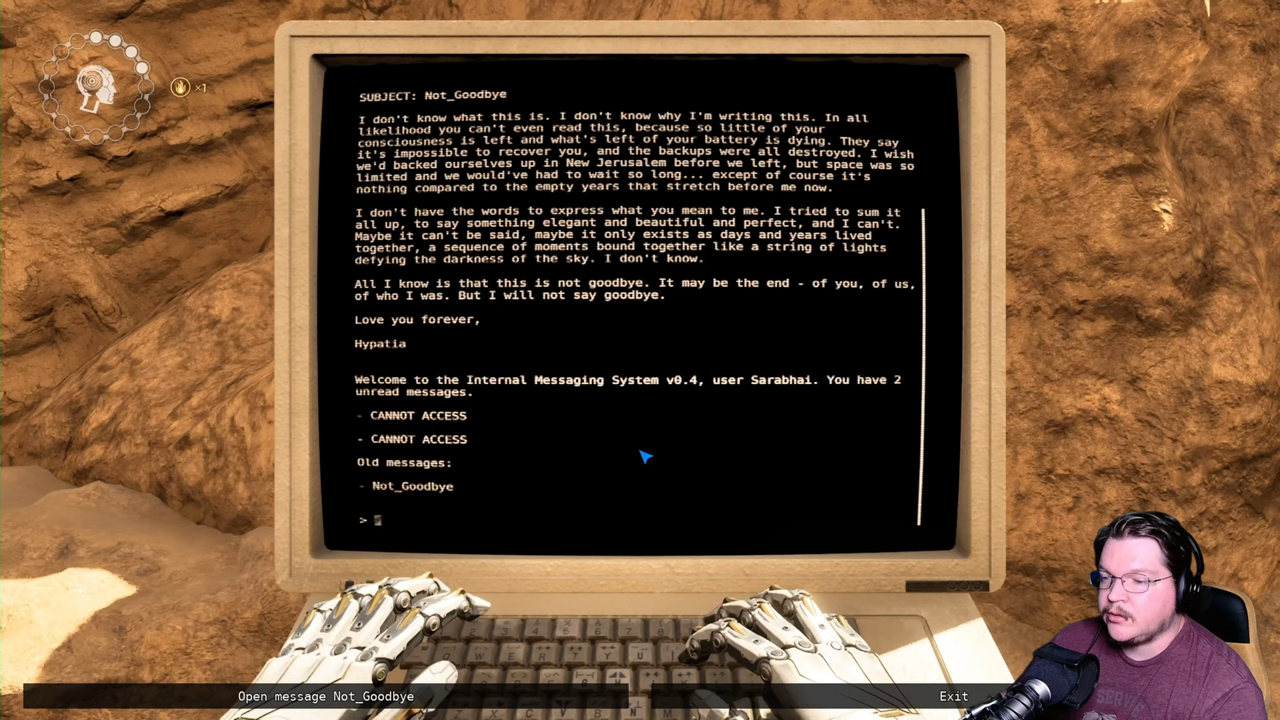 ×1
SUBJECT: Not_Goodbye
I don't know what this is. I don't know why I'm writing this. In all
likelihood you can't even read this, because so little of your
consciousness is left and what's left of your battery is dying. They say
it's impossible to recover you, and the backups were all destroyed. I wish
we'd backed ourselves up in New Jerusalem before we left, but space was so
limited and we would've had to wait so long... except of course it's
nothing compared to the empty years that stretch before me now.
I don't have the words to express what you mean to me. I tried to sum it
all up, to say something elegant and beautiful and perfect, and I can't.
Maybe it can't be said, maybe it only exists as days and years lived
together, a sequence of moments bound together like a string of lights
defying the darkness of the sky. I don't know.
All I know is that this is not goodbye. It may be the end - of you, of us,
of who I was. But I will not say goodbye.
Love you forever,
Hypatia
Welcome to the Internal Messaging System v0.4, user Sarabhai. You have 2
unread messages.
- CANNOT ACCESS
- CANNOT ACCESS
Old messages:
- Not_Goodbye
>
Open message Not_Goodbye
Exit